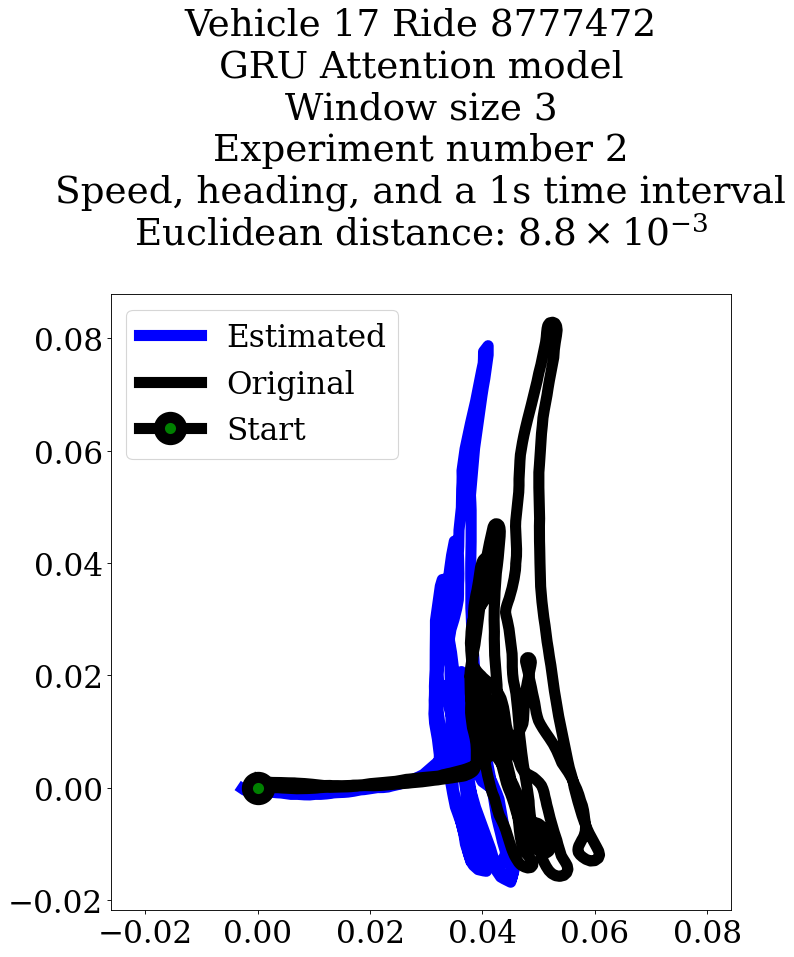 Vehicle 17 Ride 8777472
GRU Attention model
Window size 3
Experiment number 2
Speed, heading, and a 1s time interval
Euclidean distance: 8.8 × 10⁻³
Estimated
Original
Start
0.08
0.06
0.04
0.02
0.00
−0.02
−0.02 0.00 0.02 0.04 0.06 0.08